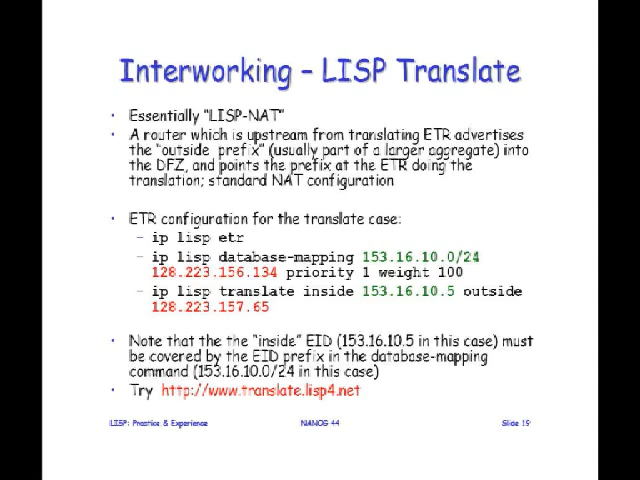 Interworking – LISP Translate
• Essentially "LISP-NAT"
• A router which is upstream from translating ETR advertises
the "outside prefix" (usually part of a larger aggregate) into
the DFZ, and points the prefix at the ETR doing the
translation; standard NAT configuration
• ETR configuration for the translate case:
– ip lisp etr
– ip lisp database-mapping 153.16.10.0/24
128.223.156.134 priority 1 weight 100
– ip lisp translate inside 153.16.10.5 outside
128.223.157.65
• Note that the the "inside" EID (153.16.10.5 in this case) must
be covered by the EID prefix in the database-mapping
command (153.16.10.0/24 in this case)
• Try http://www.translate.lisp4.net
LISP: Practice & Experience NANOG 44 Slide 19